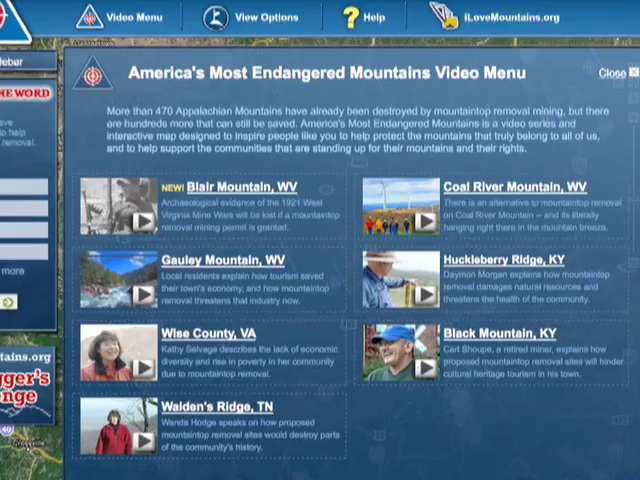 Video Menu
View Options
Help
iLoveMountains.org
THE WORD
to help
removal.
more
tains.org
gger's
enge
America's Most Endangered Mountains Video Menu
Close
More than 470 Appalachian Mountains have already been destroyed by mountaintop removal mining, but there
are hundreds more that can still be saved. America's Most Endangered Mountains is a video series and
interactive map designed to inspire people like you to help protect the mountains that truly belong to all of us,
and to help support the communities that are standing up for their mountains and their rights.
NEW! Blair Mountain, WV
Archaeological evidence of the 1921 West
Virginia Mine Wars will be lost if a mountaintop
removal mining permit is granted.
Coal River Mountain, WV
There is an alternative to mountaintop removal
on Coal River Mountain -- and its literally
hanging right there in the mountain breeze.
Gauley Mountain, WV
Local residents explain how tourism saved
their town's economy, and how mountaintop
removal threatens that industry now.
Huckleberry Ridge, KY
Daymon Morgan explains how mountaintop
removal damages natural resources and
threatens the health of the community.
Wise County, VA
Kathy Selvage describes the lack of economic
diversity and rise in poverty in her community
due to mountaintop removal.
Black Mountain, KY
Carl Shoupe, a retired miner, explains how
proposed mountaintop removal sites will hinder
cultural heritage tourism in his town.
Walden's Ridge, TN
Wanda Hodge speaks on how proposed
mountaintop removal sites would destroy parts
of the community's history.